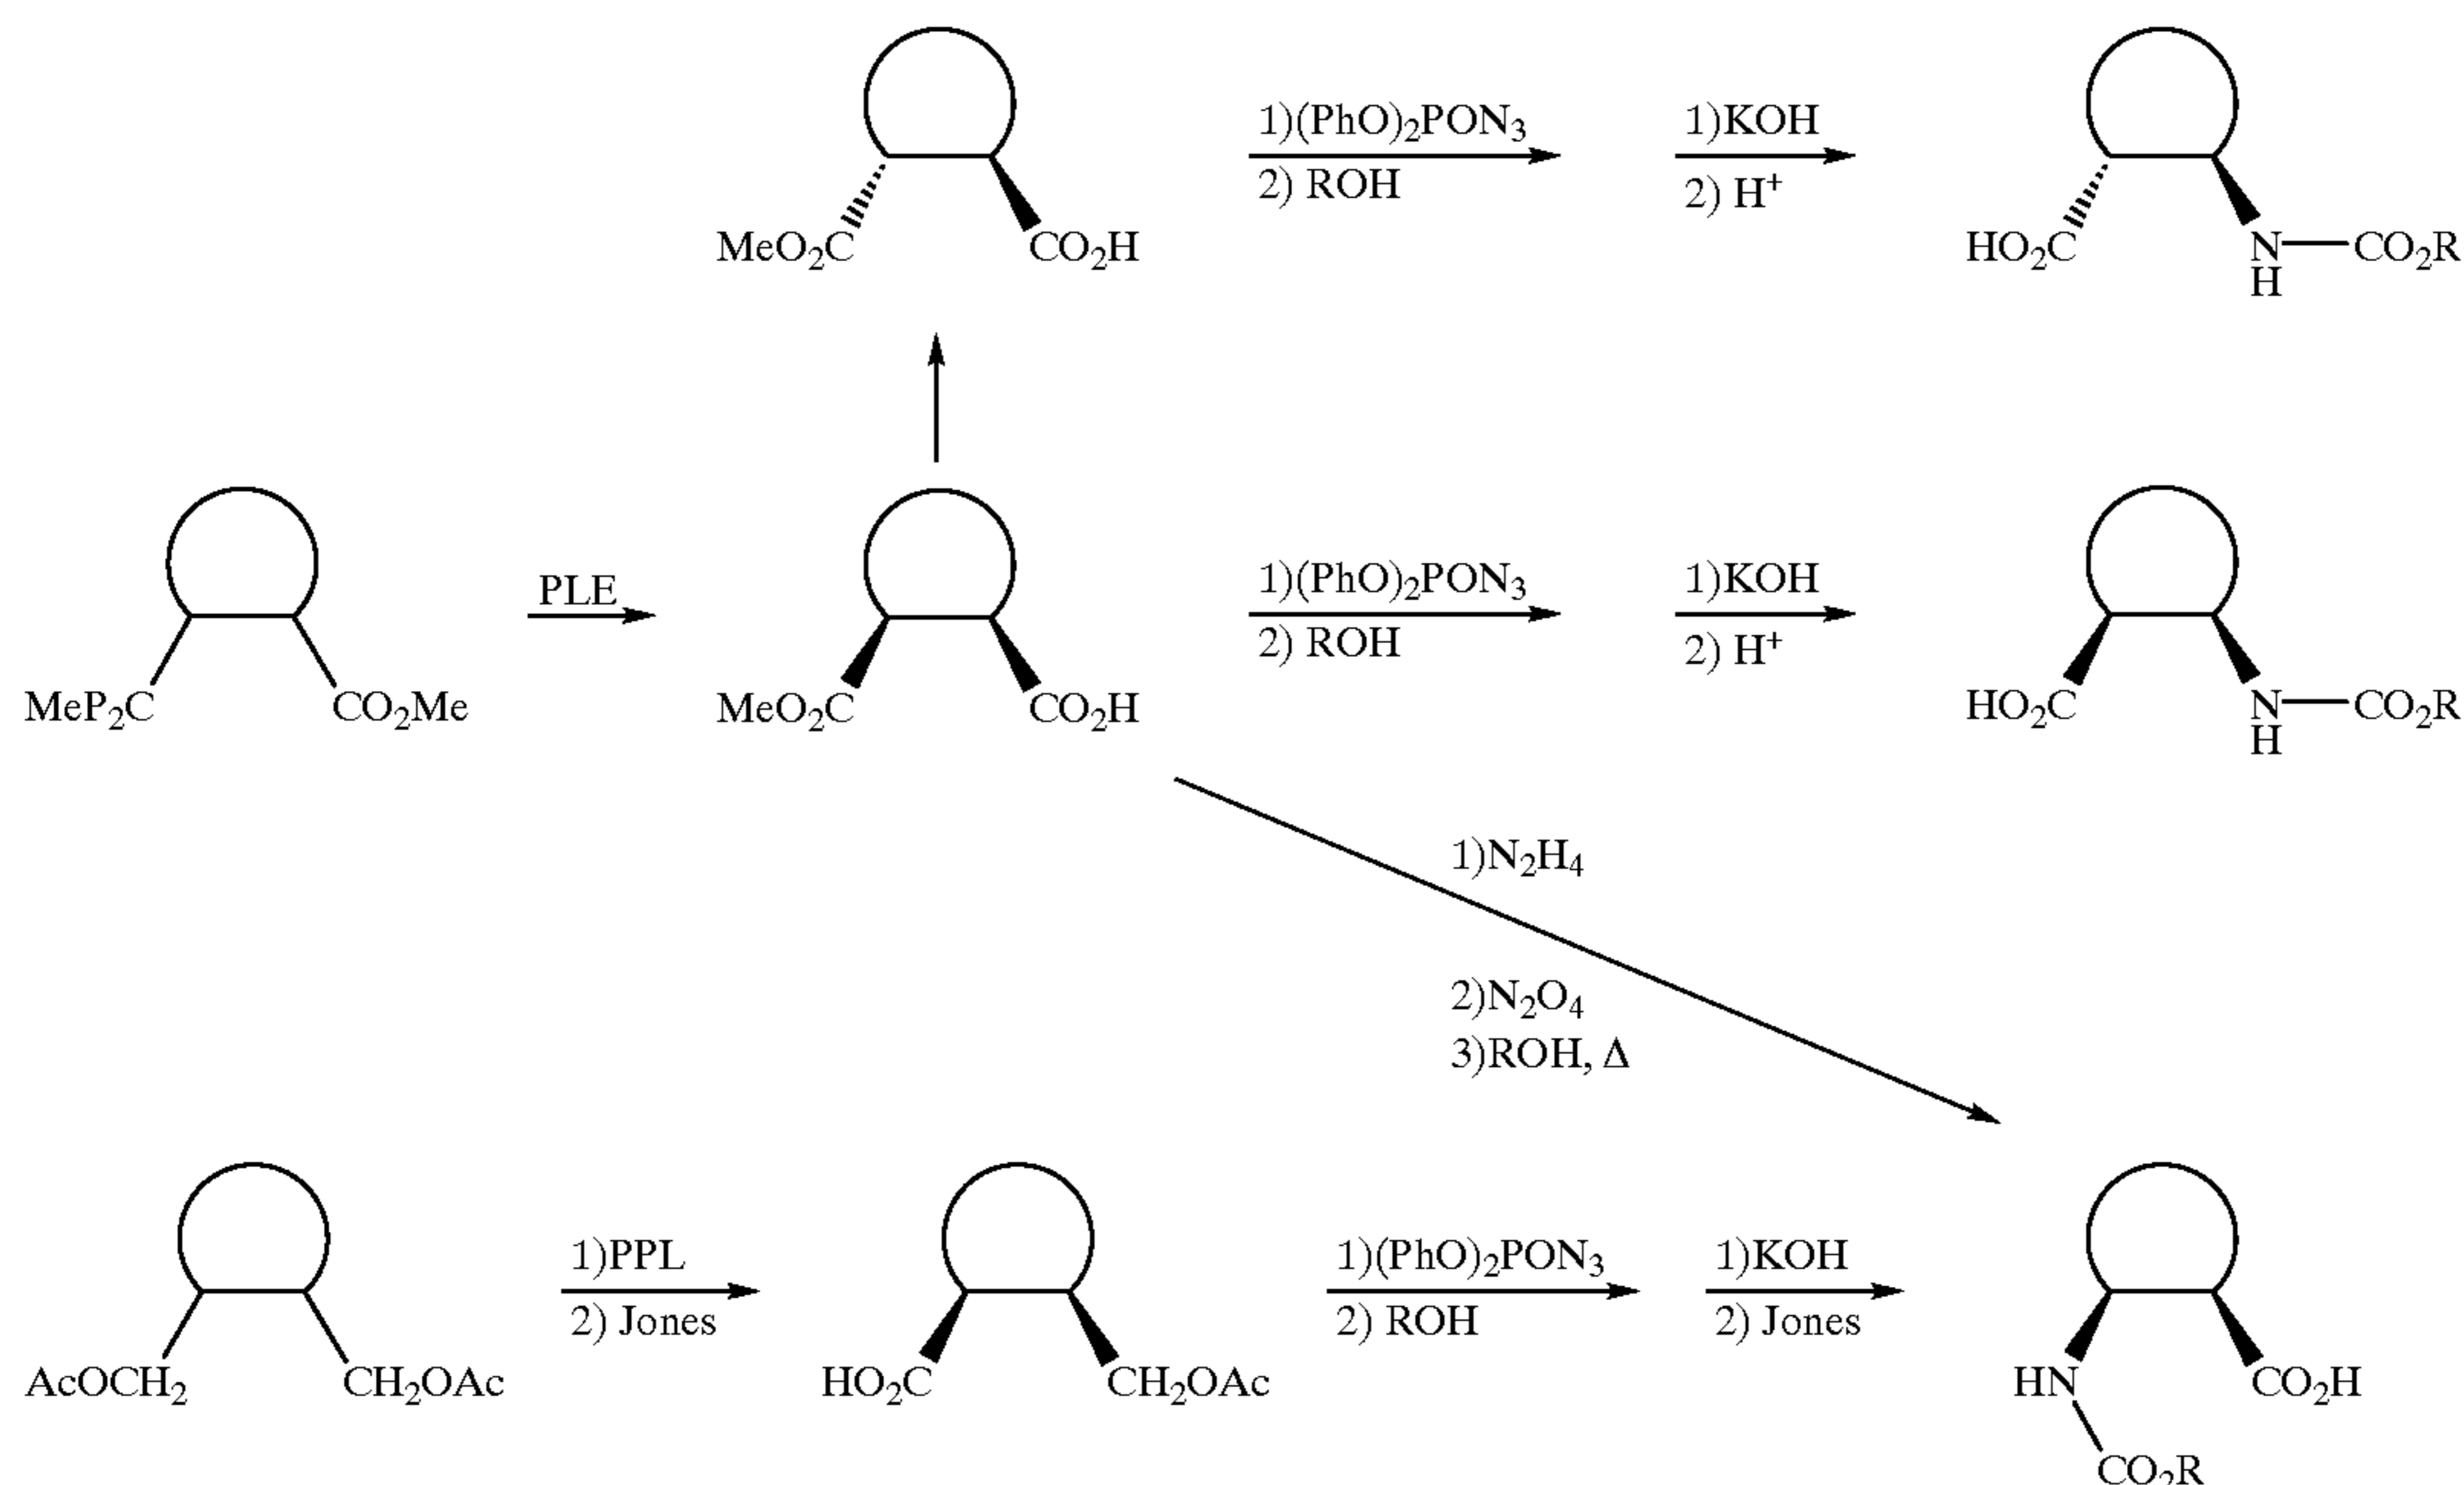 1)(PhO)₂PON₃
2) ROH
1)KOH
2) H⁺
MeO₂C
CO₂H
HO₂C
N
H
CO₂R
PLE
1)(PhO)₂PON₃
2) ROH
1)KOH
2) H⁺
MeP₂C
CO₂Me
MeO₂C
CO₂H
HO₂C
N
H
CO₂R
1)N₂H₄
2)N₂O₄
3)ROH, Δ
1)PPL
2) Jones
1)(PhO)₂PON₃
2) ROH
1)KOH
2) Jones
AcOCH₂
CH₂OAc
HO₂C
CH₂OAc
HN
CO₂H
CO₂R